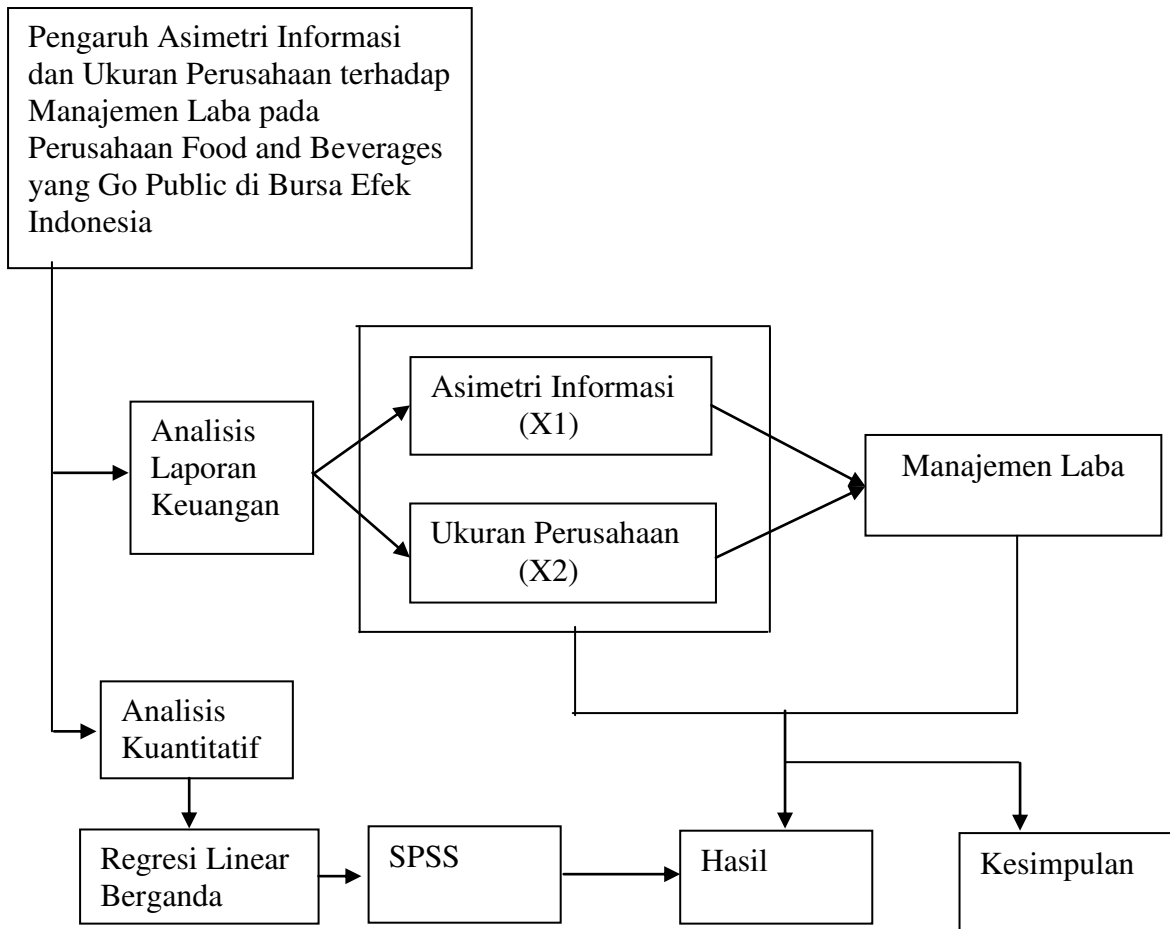 Pengaruh Asimetri Informasi
dan Ukuran Perusahaan terhadap
Manajemen Laba pada
Perusahaan Food and Beverages
yang Go Public di Bursa Efek
Indonesia
Analisis
Laporan
Keuangan
Asimetri Informasi
(X1)
Ukuran Perusahaan
(X2)
Manajemen Laba
Analisis
Kuantitatif
Regresi Linear
Berganda
SPSS
Hasil
Kesimpulan